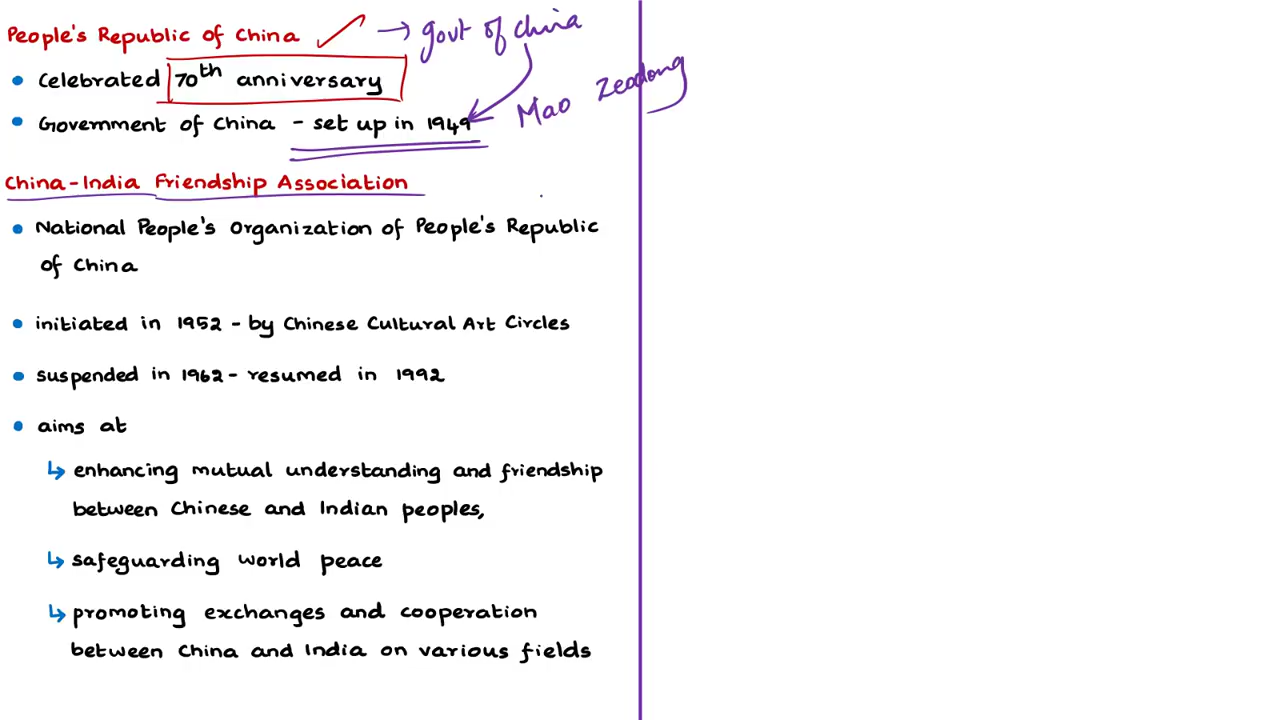 People's Republic of China → govt of china
• Celebrated 70th anniversary
• Government of China - set up in 1949
Mao Zeadong
China-India Friendship Association
• National People's Organization of People's Republic
of China
• initiated in 1952 - by Chinese Cultural Art Circles
• suspended in 1962 - resumed in 1992
• aims at
↳ enhancing mutual understanding and friendship
between Chinese and Indian peoples,
↳ safeguarding world peace
↳ promoting exchanges and cooperation
between China and India on various fields